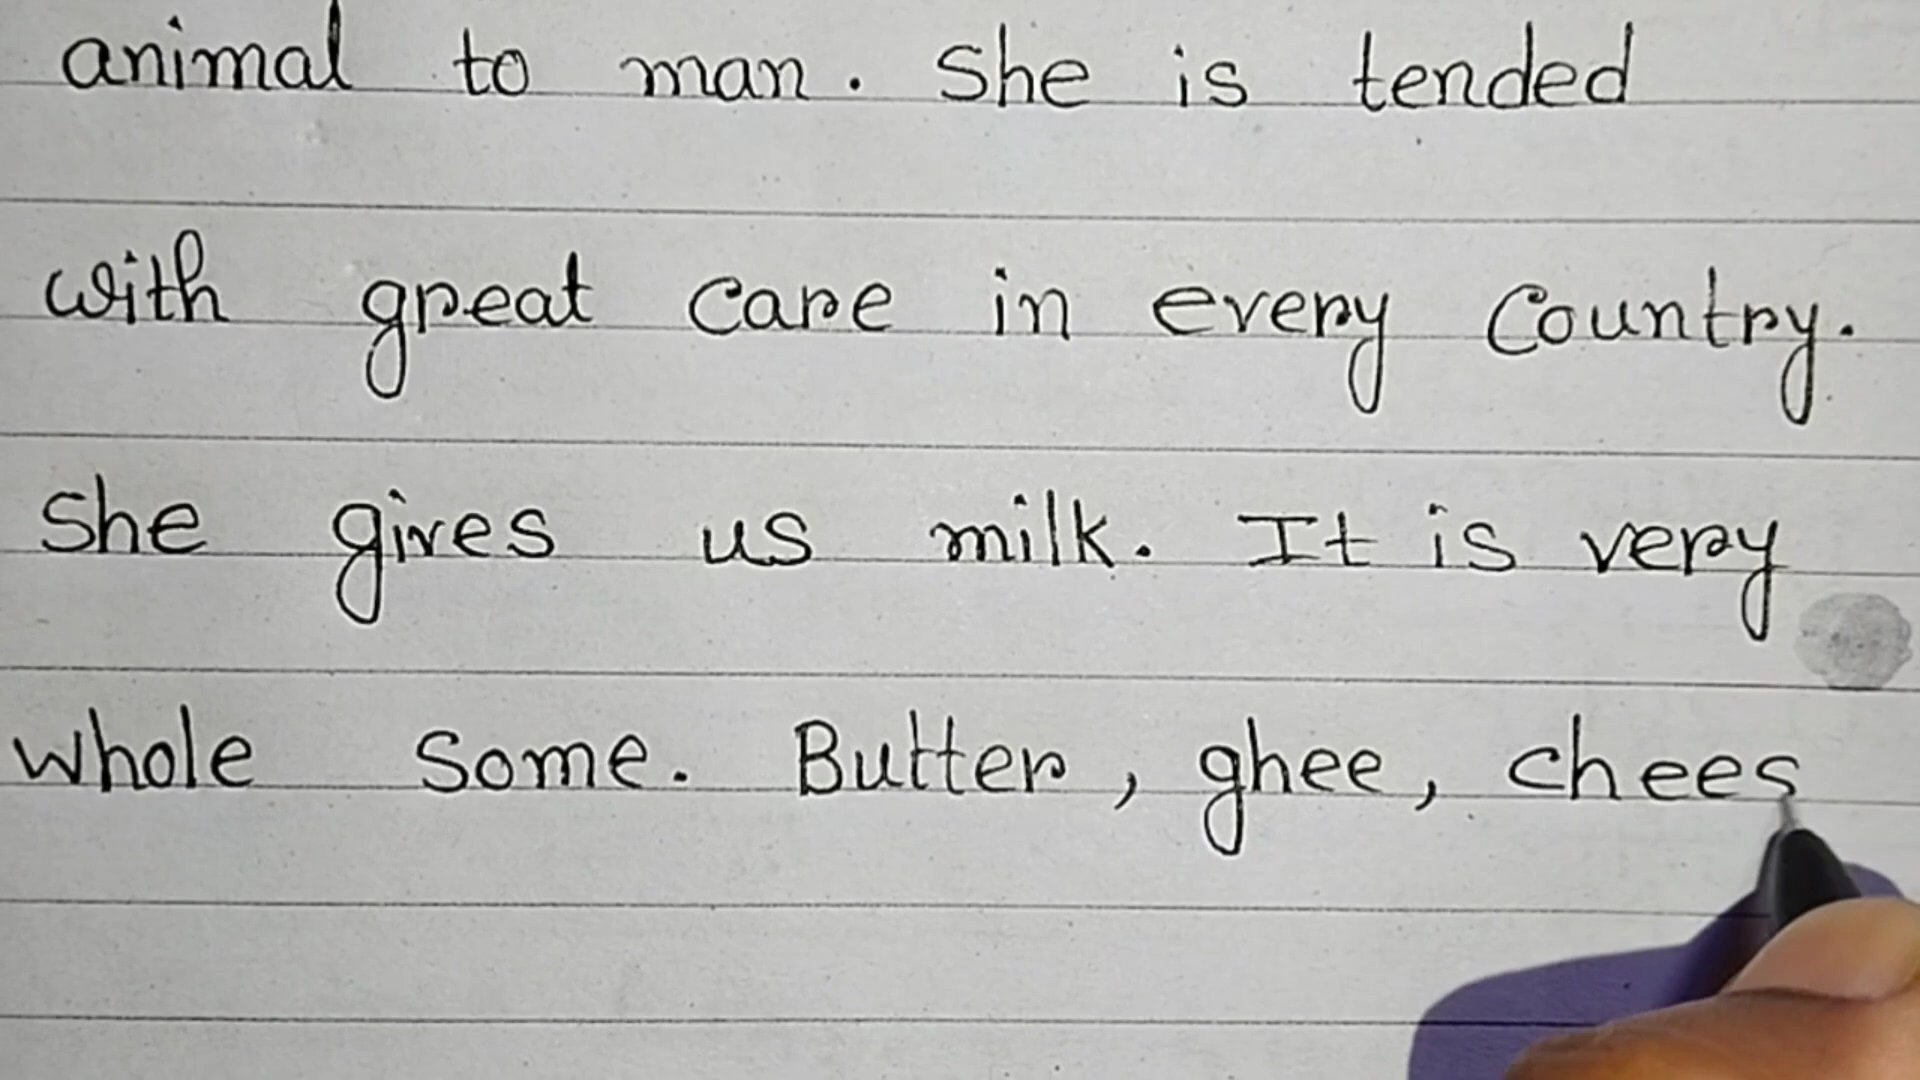 animal to man. She is tended
with great care in every Country.
She gives us milk. It is very
whole some. Butter, ghee, chees